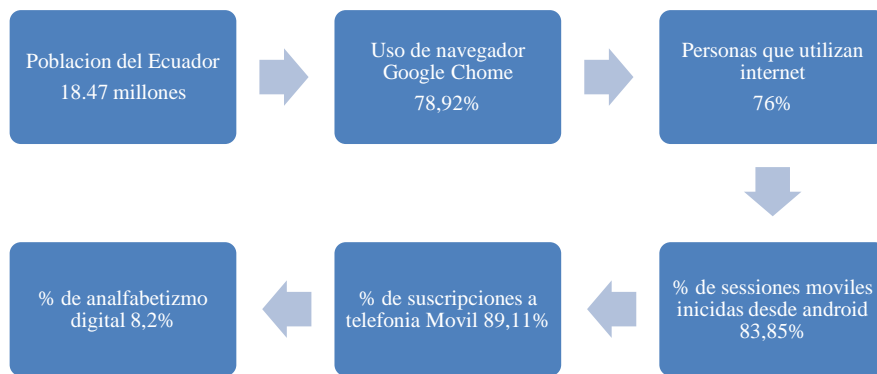 Poblacion del Ecuador
18.47 millones
Uso de navegador
Google Chome
78,92%
Personas que utilizan
internet
76%
% de sessiones moviles
inicidas desde android
83,85%
% de suscripciones a
telefonia Movil 89,11%
% de analfabetizmo
digital 8,2%